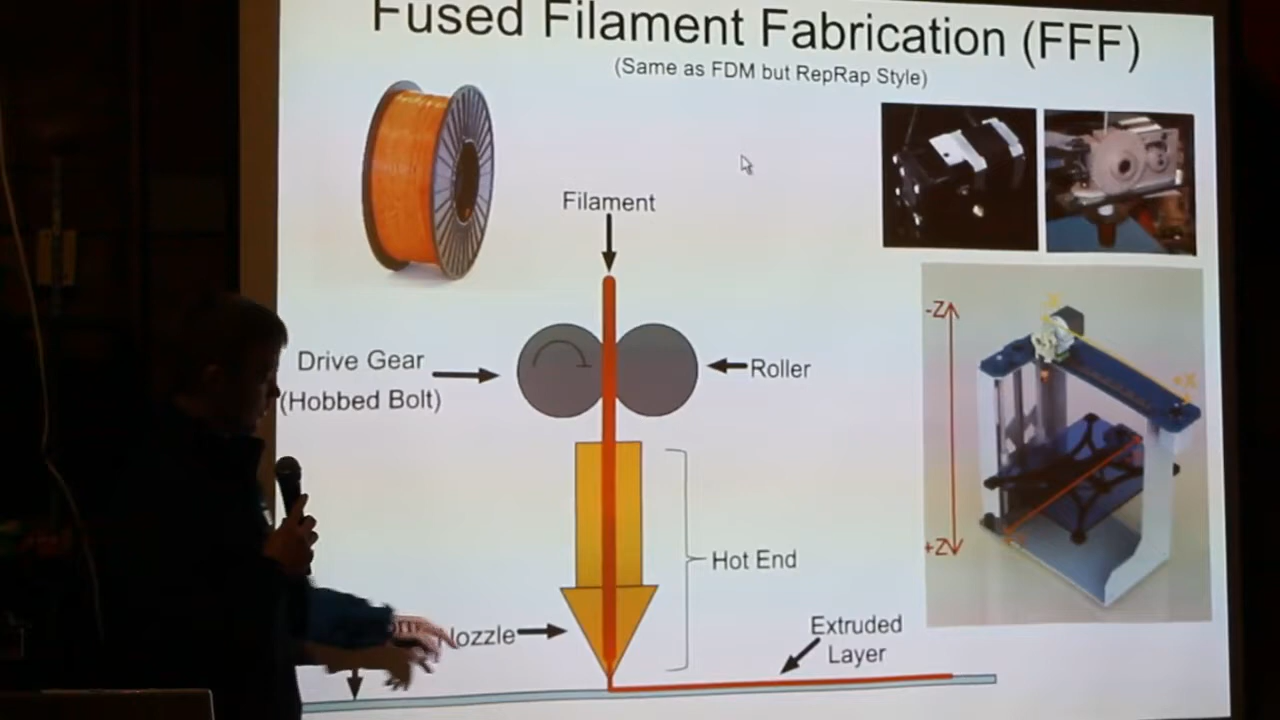 Fused Filament Fabrication (FFF)
(Same as FDM but RepRap Style)
Filament
Drive Gear
(Hobbed Bolt)
Roller
-Z
+X
+Z
Hot End
Nozzle
Extruded
Layer